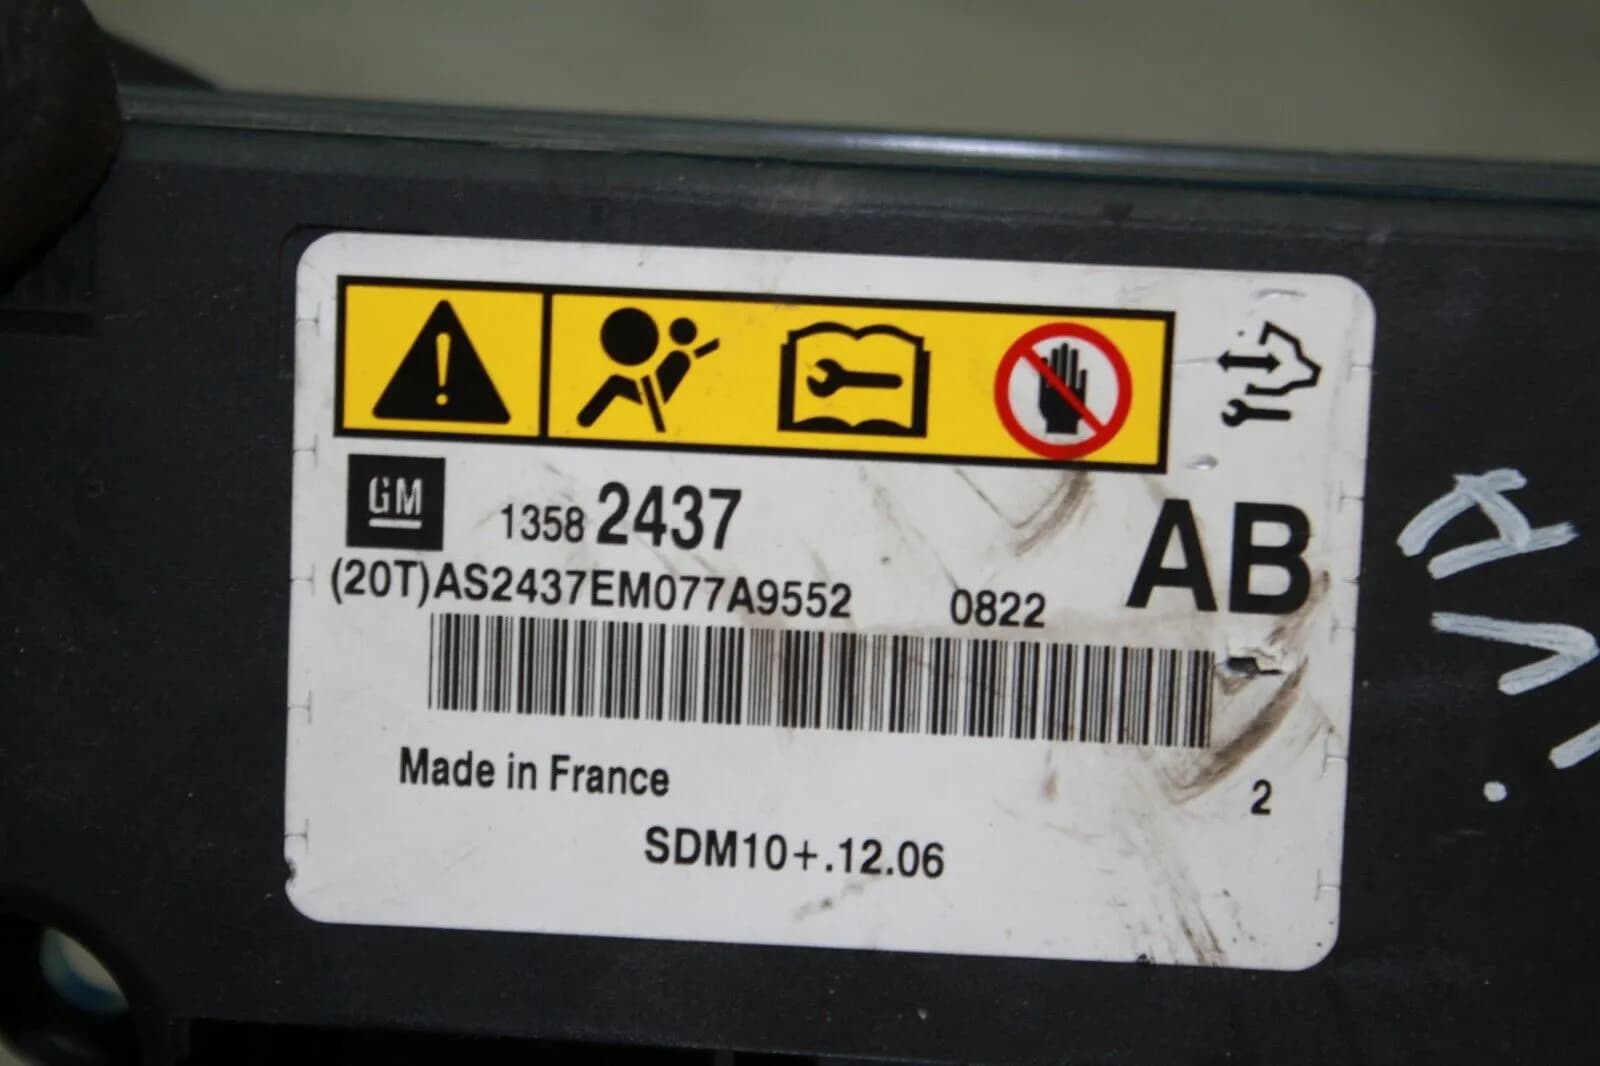 GM 1358 2437 AB
(20T)AS2437EM077A9552 0822
Made in France
2
SDM10+.12.06